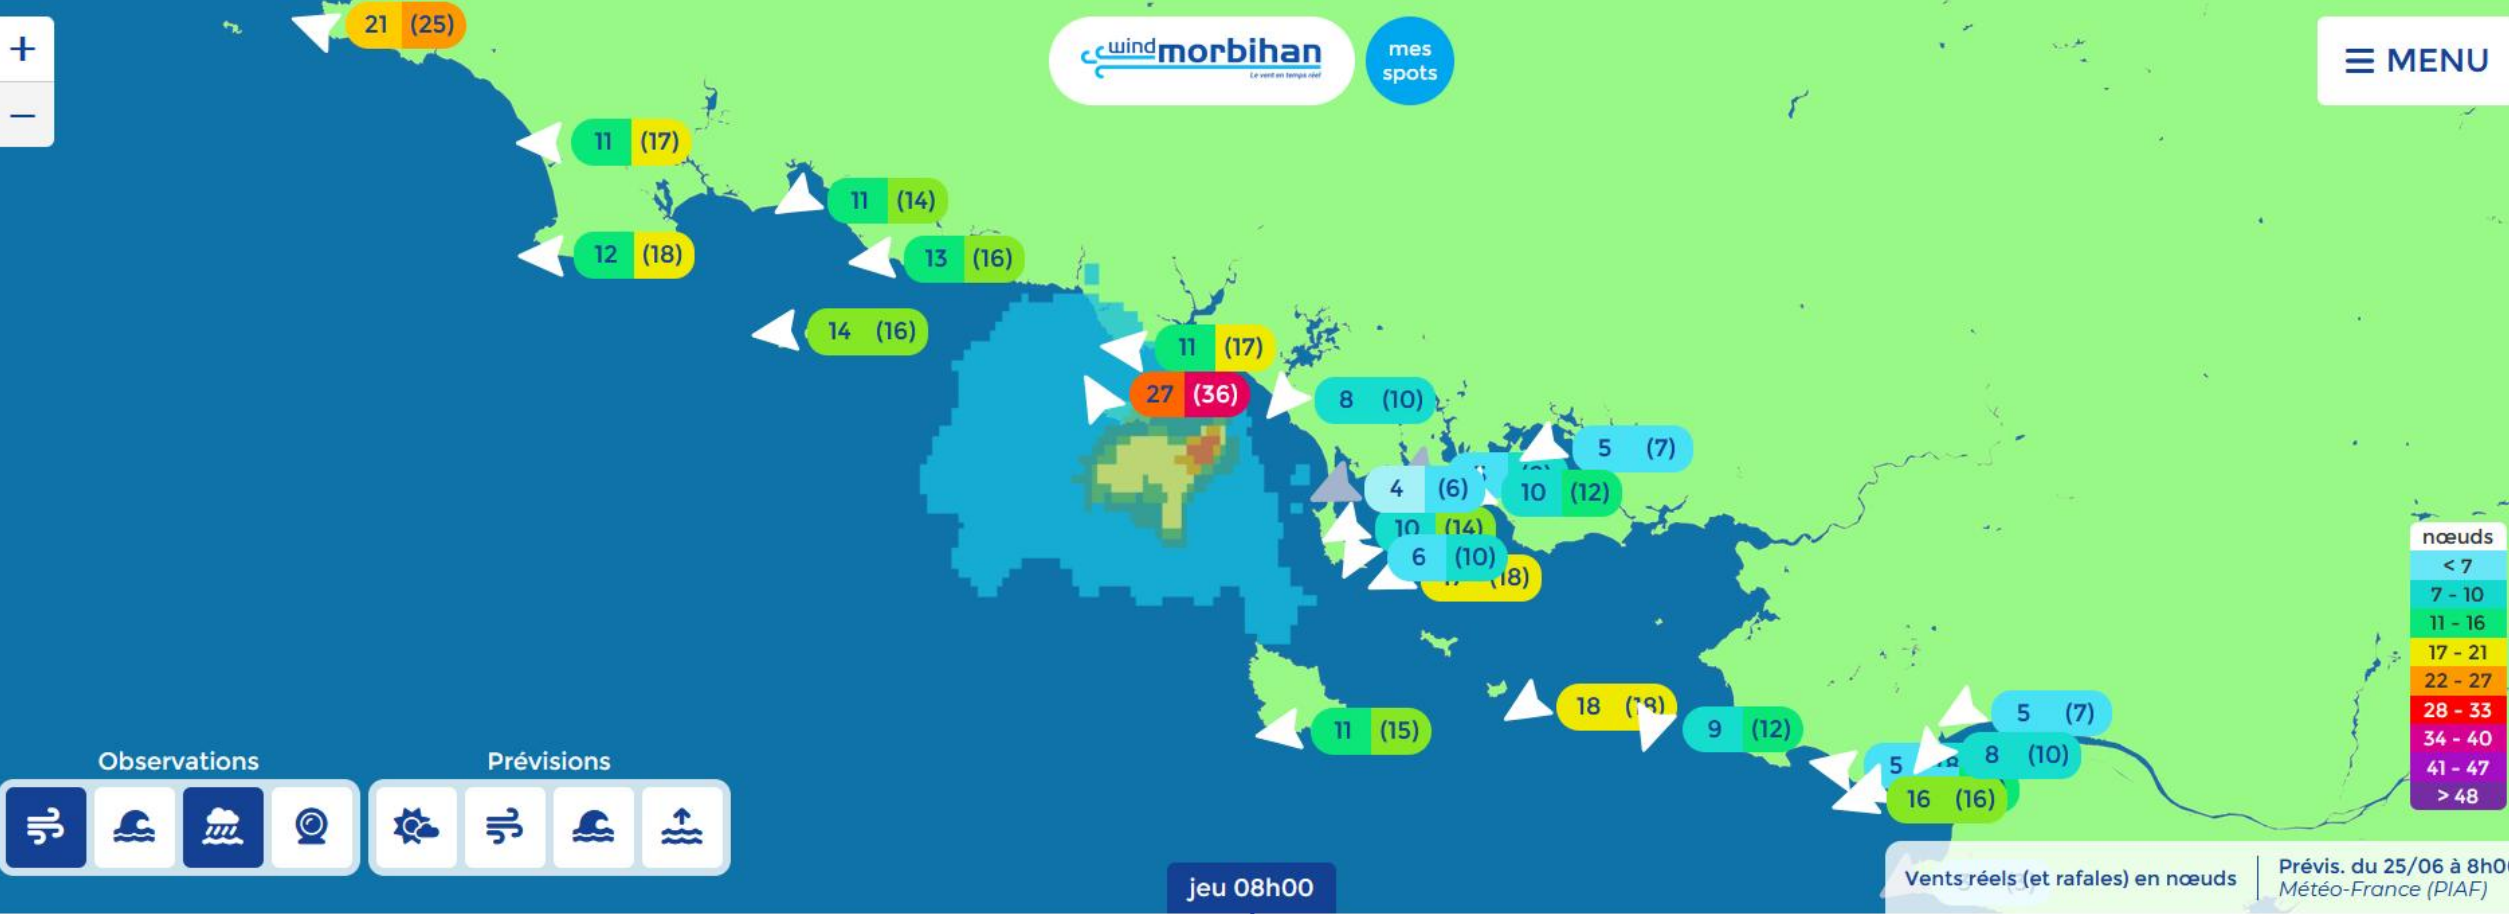 21 (25)
+
wind morbihan
Le vent en temps réel
mes
spots
MENU
−
11 (17)
11 (14)
12 (18)
13 (16)
14 (16)
11 (17)
27 (36)
8 (10)
5 (7)
4 (6)
10 (12)
10 (14)
6 (10)
18)
nœuds
< 7
7 - 10
11 - 16
17 - 21
22 - 27
28 - 33
34 - 40
41 - 47
> 48
18 (18)
5 (7)
11 (15)
9 (12)
5
8 (10)
16 (16)
Observations
Prévisions
jeu 08h00
Vents réels (et rafales) en nœuds
Prévis. du 25/06 à 8h00
Météo-France (PIAF)